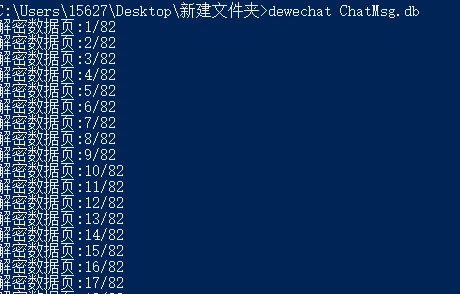 C:\Users\15627\Desktop\新建文件夹>dewechat ChatMsg.db
解密数据页:1/82
解密数据页:2/82
解密数据页:3/82
解密数据页:4/82
解密数据页:5/82
解密数据页:6/82
解密数据页:7/82
解密数据页:8/82
解密数据页:9/82
解密数据页:10/82
解密数据页:11/82
解密数据页:12/82
解密数据页:13/82
解密数据页:14/82
解密数据页:15/82
解密数据页:16/82
解密数据页:17/82